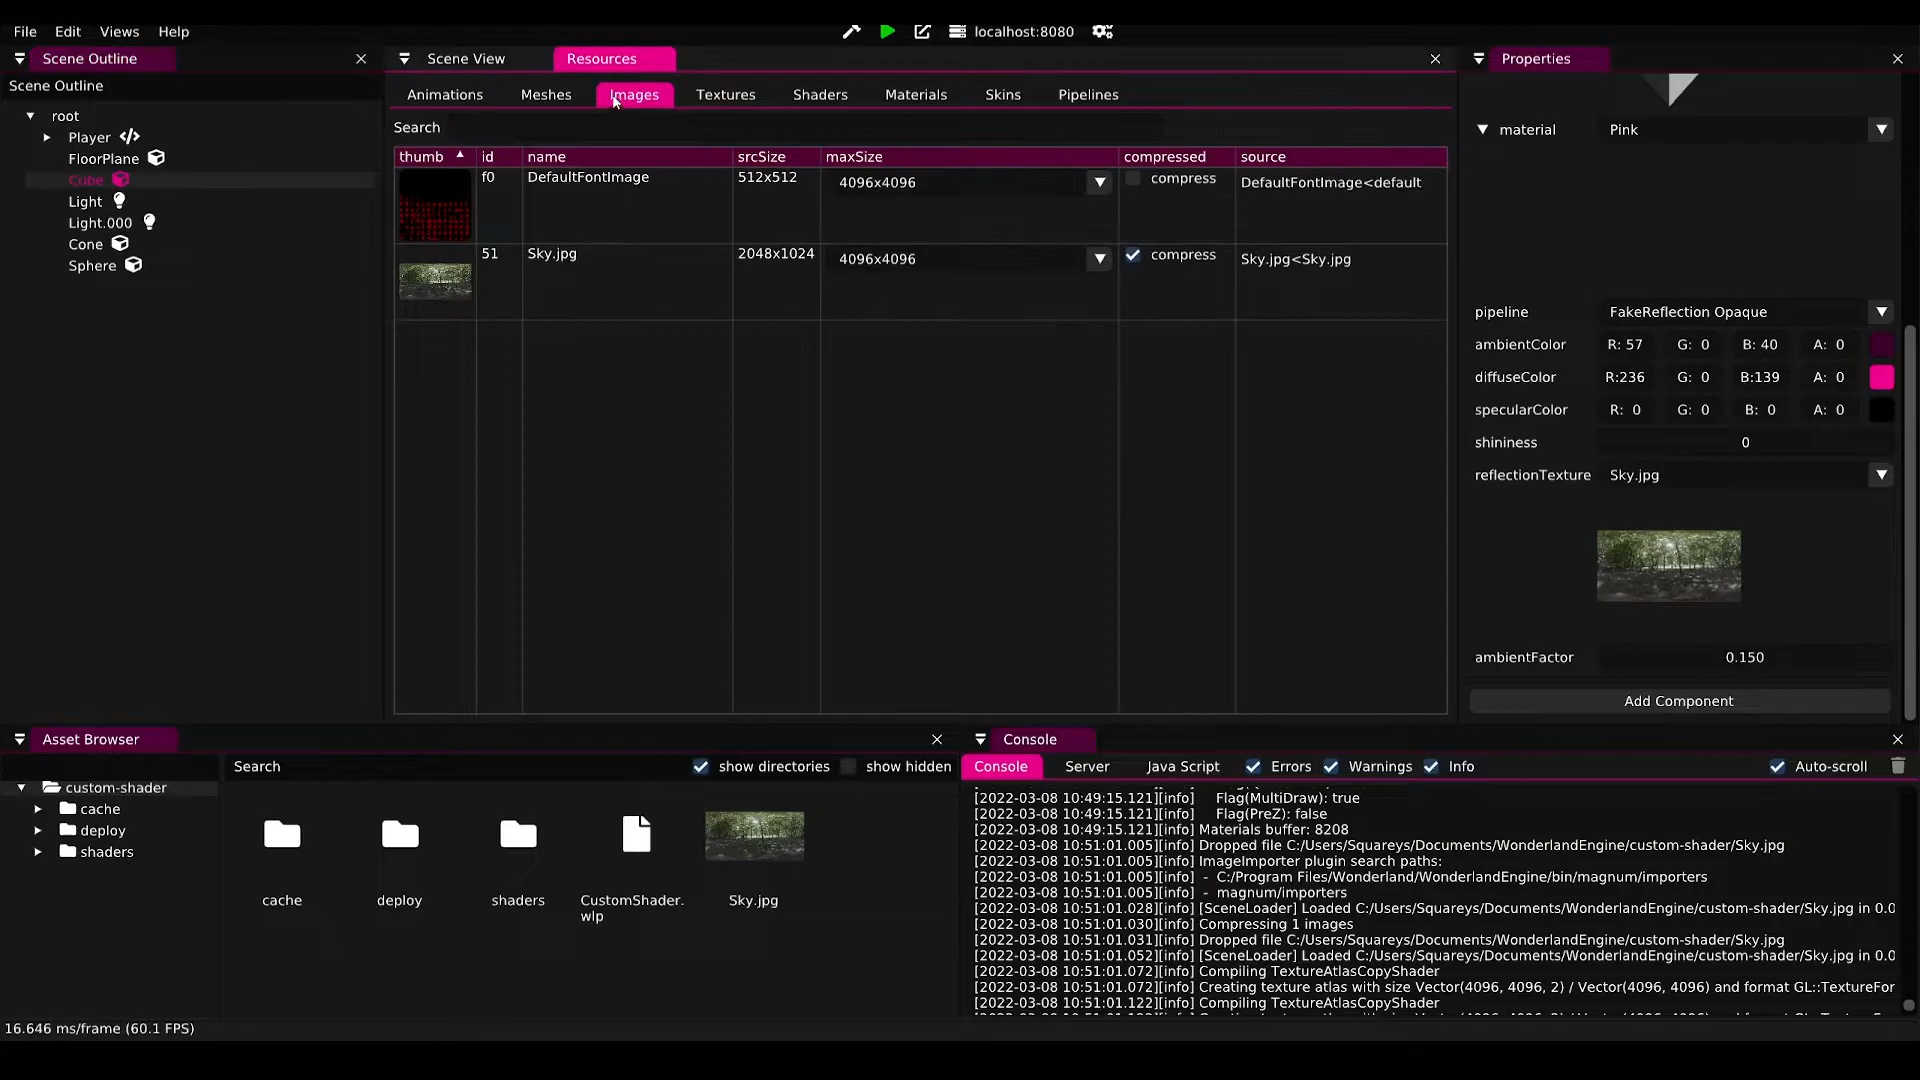 File Edit Views Help
localhost:8080
Scene Outline
Scene View Resources
Properties
Scene Outline
root
Player
FloorPlane
Cube
Light
Light.000
Cone
Sphere
Animations Meshes Images Textures Shaders Materials Skins Pipelines
Search
thumb id name srcSize maxSize compressed source
f0 DefaultFontImage 512x512 4096x4096 compress DefaultFontImage<default
51 Sky.jpg 2048x1024 4096x4096 compress Sky.jpg<Sky.jpg
material Pink
pipeline FakeReflection Opaque
ambientColor R: 57 G: 0 B: 40 A: 0
diffuseColor R:236 G: 0 B:139 A: 0
specularColor R: 0 G: 0 B: 0 A: 0
shininess 0
reflectionTexture Sky.jpg
ambientFactor 0.150
Add Component
Asset Browser
Search show directories show hidden
custom-shader
cache
deploy
shaders
cache deploy shaders CustomShader. Sky.jpg
wlp
Console
Console Server Java Script Errors Warnings Info Auto-scroll
[2022-03-08 10:49:15.121][info] Flag(MultiDraw): true
[2022-03-08 10:49:15.121][info] Flag(PreZ): false
[2022-03-08 10:49:15.121][info] Materials buffer: 8208
[2022-03-08 10:51:01.005][info] Dropped file C:/Users/Squareys/Documents/WonderlandEngine/custom-shader/Sky.jpg
[2022-03-08 10:51:01.005][info] ImageImporter plugin search paths:
[2022-03-08 10:51:01.005][info] - C:/Program Files/Wonderland/WonderlandEngine/bin/magnum/importers
[2022-03-08 10:51:01.005][info] - magnum/importers
[2022-03-08 10:51:01.028][info] [SceneLoader] Loaded C:/Users/Squareys/Documents/WonderlandEngine/custom-shader/Sky.jpg in 0.0
[2022-03-08 10:51:01.030][info] Compressing 1 images
[2022-03-08 10:51:01.031][info] Dropped file C:/Users/Squareys/Documents/WonderlandEngine/custom-shader/Sky.jpg
[2022-03-08 10:51:01.052][info] [SceneLoader] Loaded C:/Users/Squareys/Documents/WonderlandEngine/custom-shader/Sky.jpg in 0.0
[2022-03-08 10:51:01.072][info] Compiling TextureAtlasCopyShader
[2022-03-08 10:51:01.072][info] Creating texture atlas with size Vector(4096, 4096, 2) / Vector(4096, 4096) and format GL::TextureFor
[2022-03-08 10:51:01.122][info] Compiling TextureAtlasCopyShader
16.646 ms/frame (60.1 FPS)